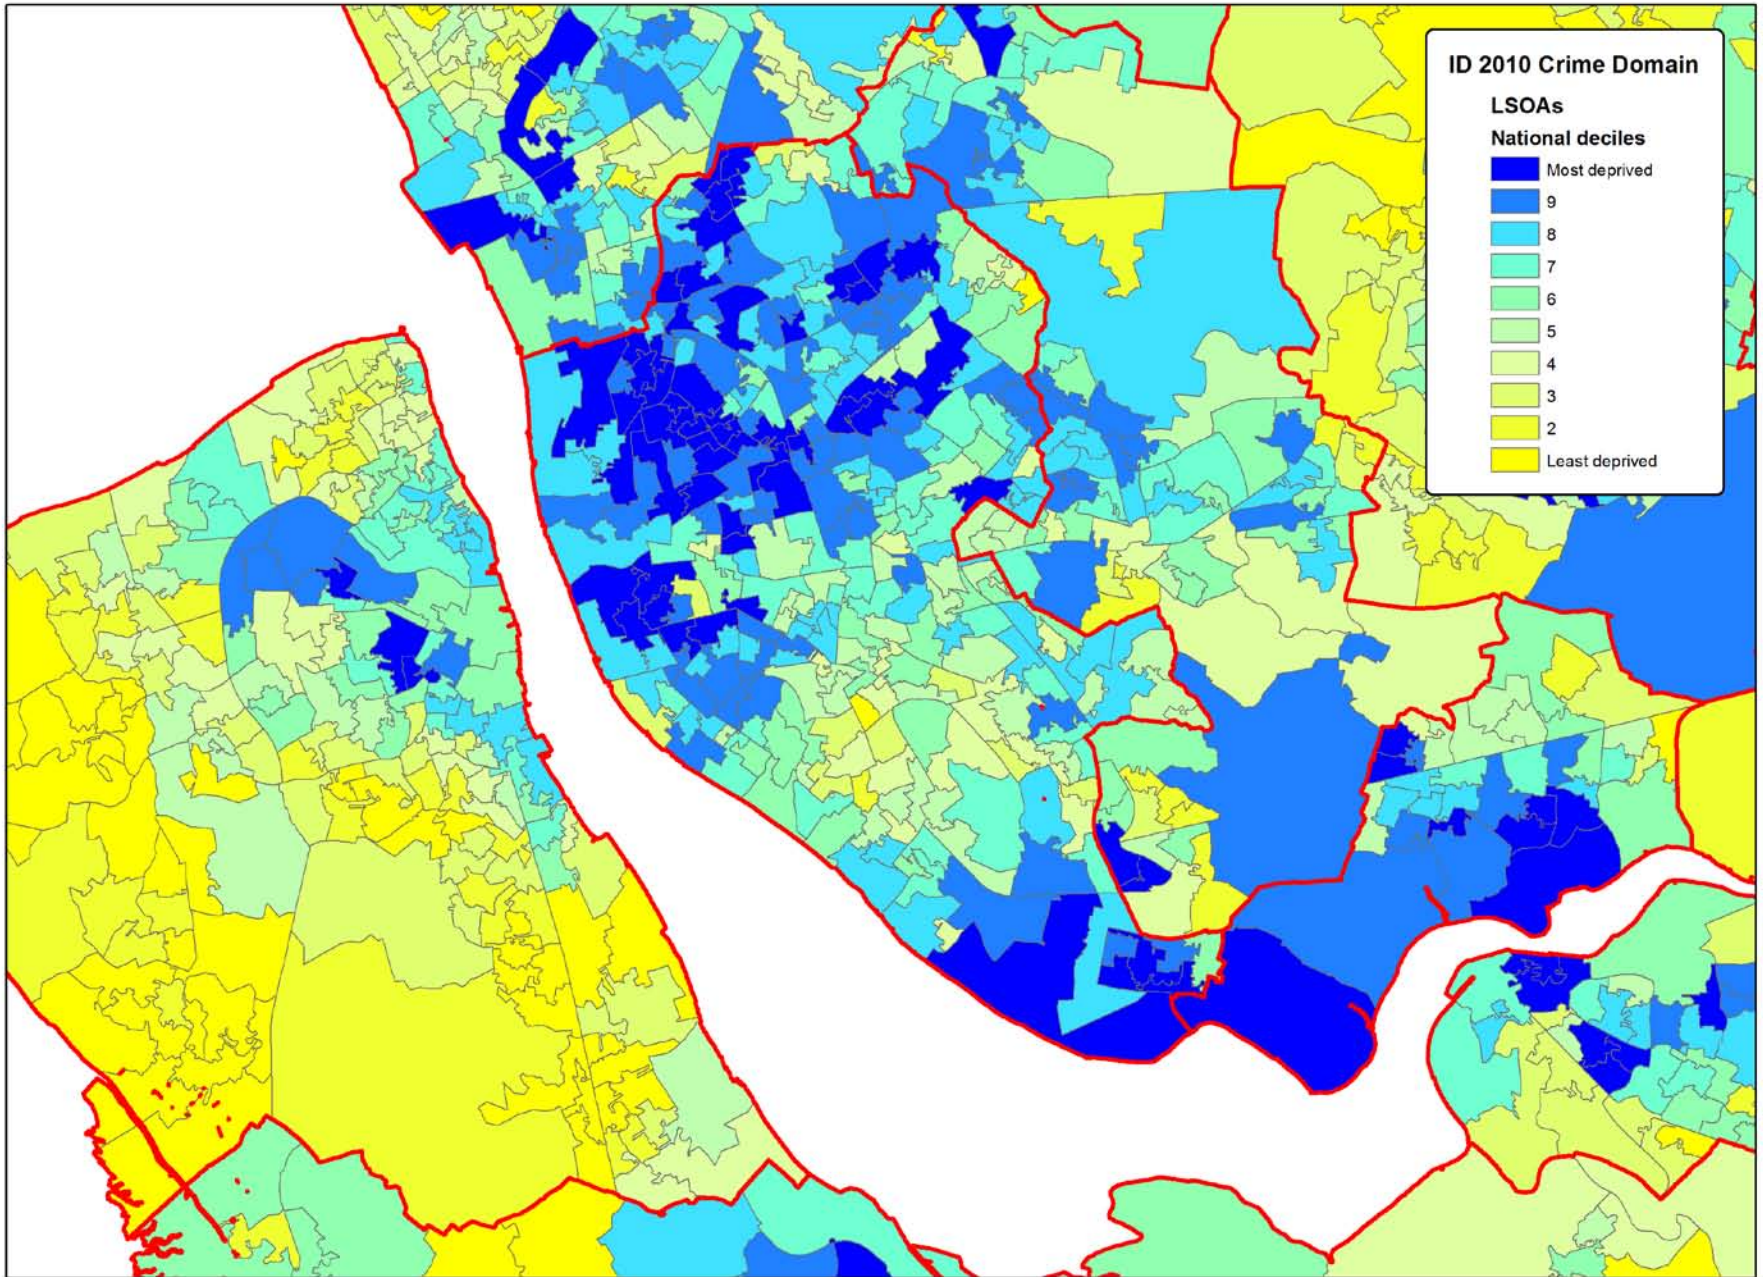 ID 2010 Crime Domain
LSOAs
National deciles
Most deprived
9
8
7
6
5
4
3
2
Least deprived